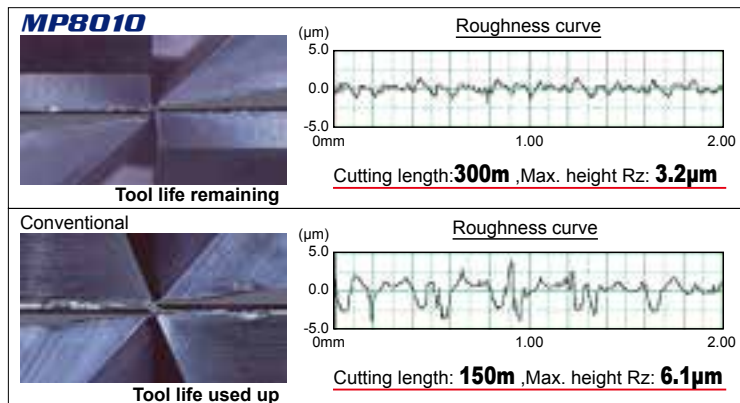 MP8010
(μm)
Roughness curve
5.0
0.0
-5.0
0mm
1.00
2.00
Tool life remaining
Cutting length:300m ,Max. height Rz: 3.2μm
Conventional
(μm)
Roughness curve
5.0
0.0
-5.0
0mm
1.00
2.00
Tool life used up
Cutting length: 150m ,Max. height Rz: 6.1μm